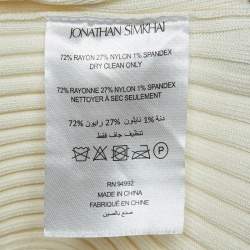 JONATHAN SIMKHAI
72% RAYON 27% NYLON 1% SPANDEX
DRY CLEAN ONLY
72% RAYONNE 27% NYLON 1% SPANDEX
NETTOYER À SEC SEULEMENT
72% رايون 27% نايلون 1% دنة
تنظيف جاف فقط
P
RN 94992
MADE IN CHINA
FABRIQUÉ EN CHINE
صنع بالصين